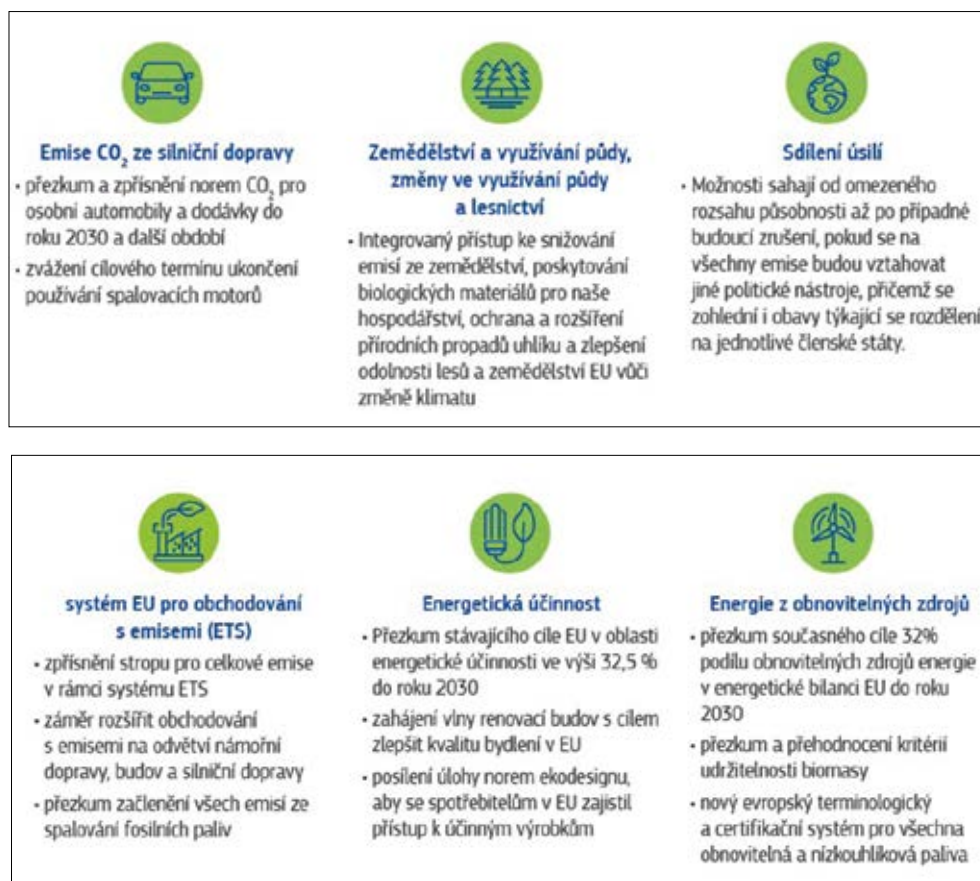 Emise CO₂ ze silniční dopravy
• přezkum a zpřísnění norem CO₂ pro
osobní automobily a dodávky do
roku 2030 a další období
• zvážení cílového termínu ukončení
používání spalovacích motorů
Zemědělství a využívání půdy,
změny ve využívání půdy
a lesnictví
• Integrovaný přístup ke snižování
emisí ze zemědělství, poskytování
biologických materiálů pro naše
hospodářství, ochrana a rozšíření
přírodních propadů uhlíku a zlepšení
odolnosti lesů a zemědělství EU vůči
změně klimatu
Sdílení úsilí
• Možnosti sahají od omezeného
rozsahu působnosti až po případné
budoucí zrušení, pokud se na
všechny emise budou vztahovat
jiné politické nástroje, přičemž se
zohlední i obavy týkající se rozdělení
na jednotlivé členské státy.
systém EU pro obchodování
s emisemi (ETS)
• zpřísnění stropu pro celkové emise
v rámci systému ETS
• záměr rozšířit obchodování
s emisemi na odvětví námořní
dopravy, budov a silniční dopravy
• přezkum začlenění všech emisí ze
spalování fosilních paliv
Energetická účinnost
• Přezkum stávajícího cíle EU v oblasti
energetické účinnosti ve výši 32,5 %
do roku 2030
• zahájení vlny renovací budov s cílem
zlepšit kvalitu bydlení v EU
• posílení úlohy norem ekodesignu,
aby se spotřebitelům v EU zajistil
přístup k účinným výrobkům
Energie z obnovitelných zdrojů
• přezkum současného cíle 32%
podílu obnovitelných zdrojů energie
v energetické bilanci EU do roku
2030
• přezkum a přehodnocení kritérií
udržitelnosti biomasy
• nový evropský terminologický
a certifikační systém pro všechna
obnovitelná a nízkouhlíková paliva